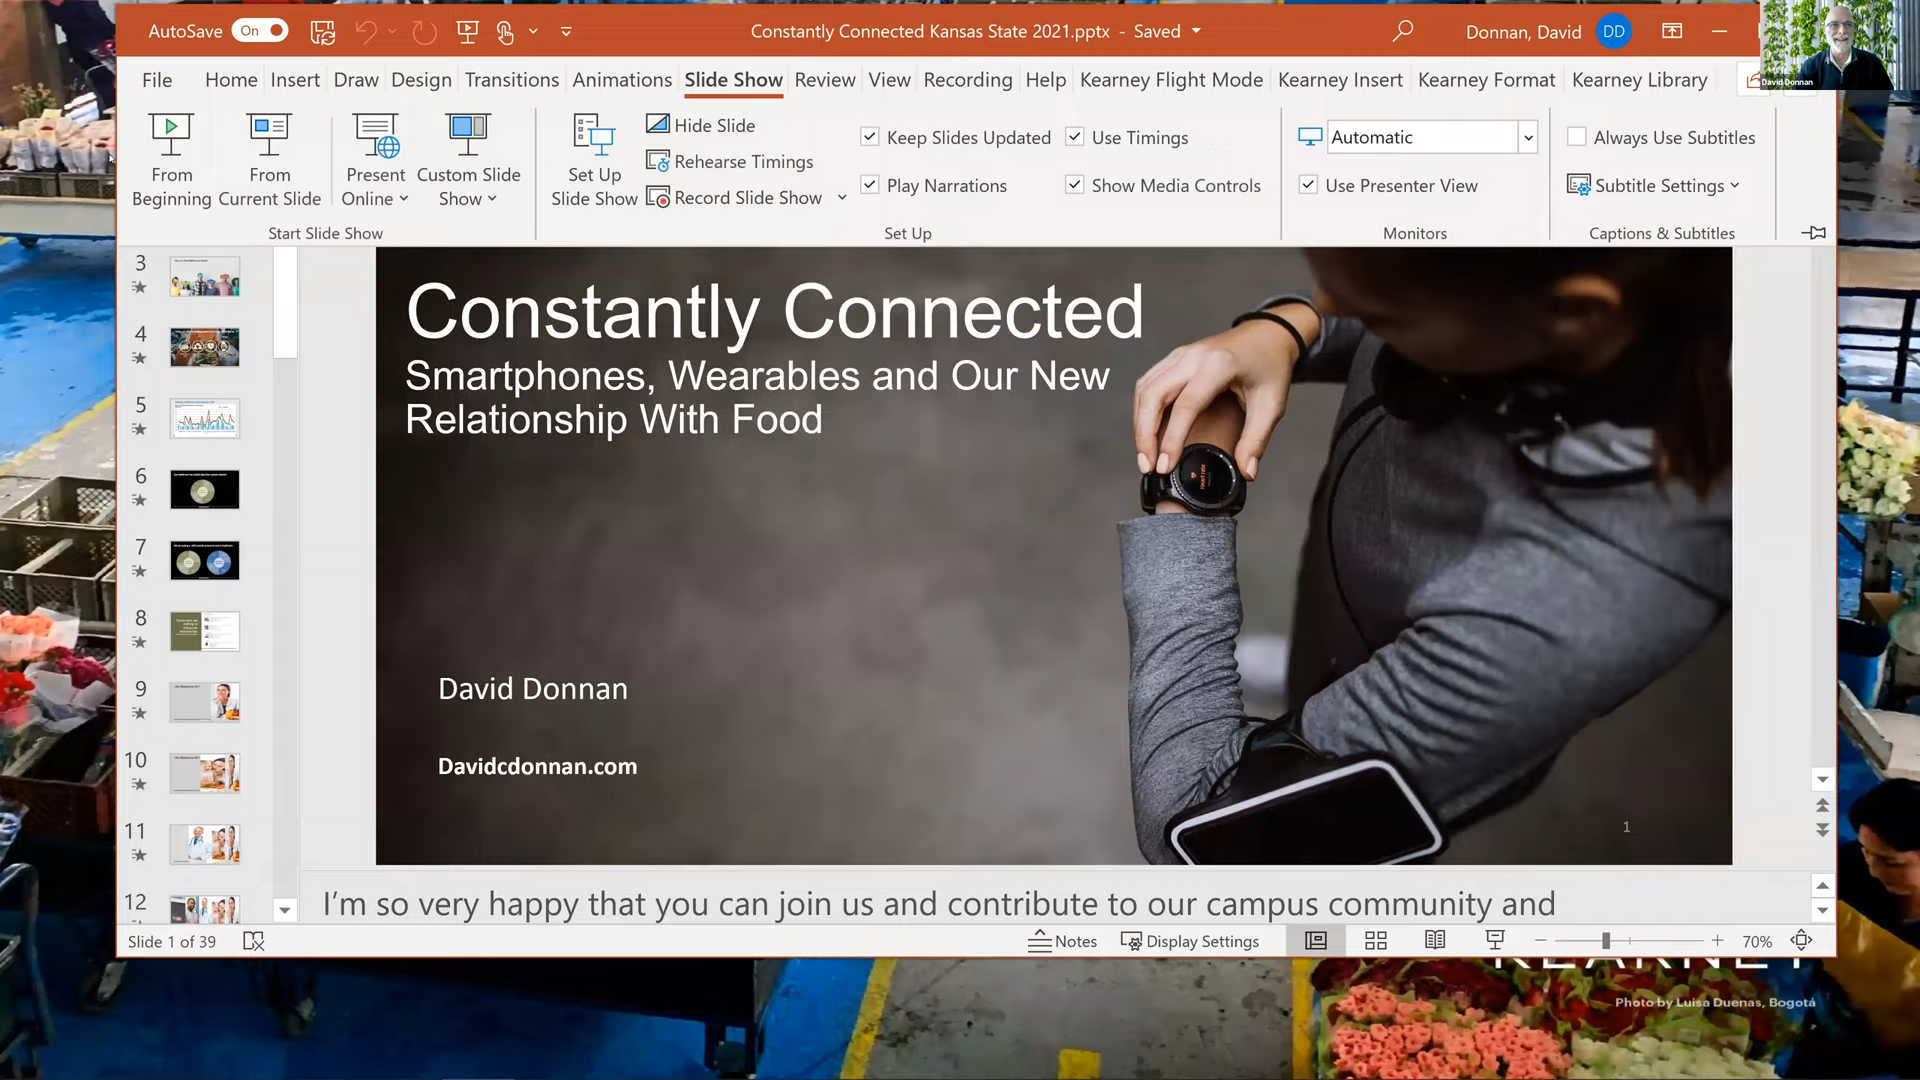 AutoSave On
Constantly Connected Kansas State 2021.pptx - Saved
Donnan, David DD
David Donnan
File Home Insert Draw Design Transitions Animations Slide Show Review View Recording Help Kearney Flight Mode Kearney Insert Kearney Format Kearney Library
From Beginning
From Current Slide
Present Online
Custom Slide Show
Start Slide Show
Set Up Slide Show
Hide Slide
Rehearse Timings
Record Slide Show
Keep Slides Updated
Play Narrations
Use Timings
Show Media Controls
Set Up
Automatic
Use Presenter View
Monitors
Always Use Subtitles
Subtitle Settings
Captions & Subtitles
3
4
5
6
7
8
9
10
11
12
Constantly Connected
Smartphones, Wearables and Our New
Relationship With Food
Heart rate
David Donnan
Davidcdonnan.com
1
I'm so very happy that you can join us and contribute to our campus community and
Slide 1 of 39
Notes
Display Settings
70%
KEARNEY
Photo by Luisa Duenas, Bogotá